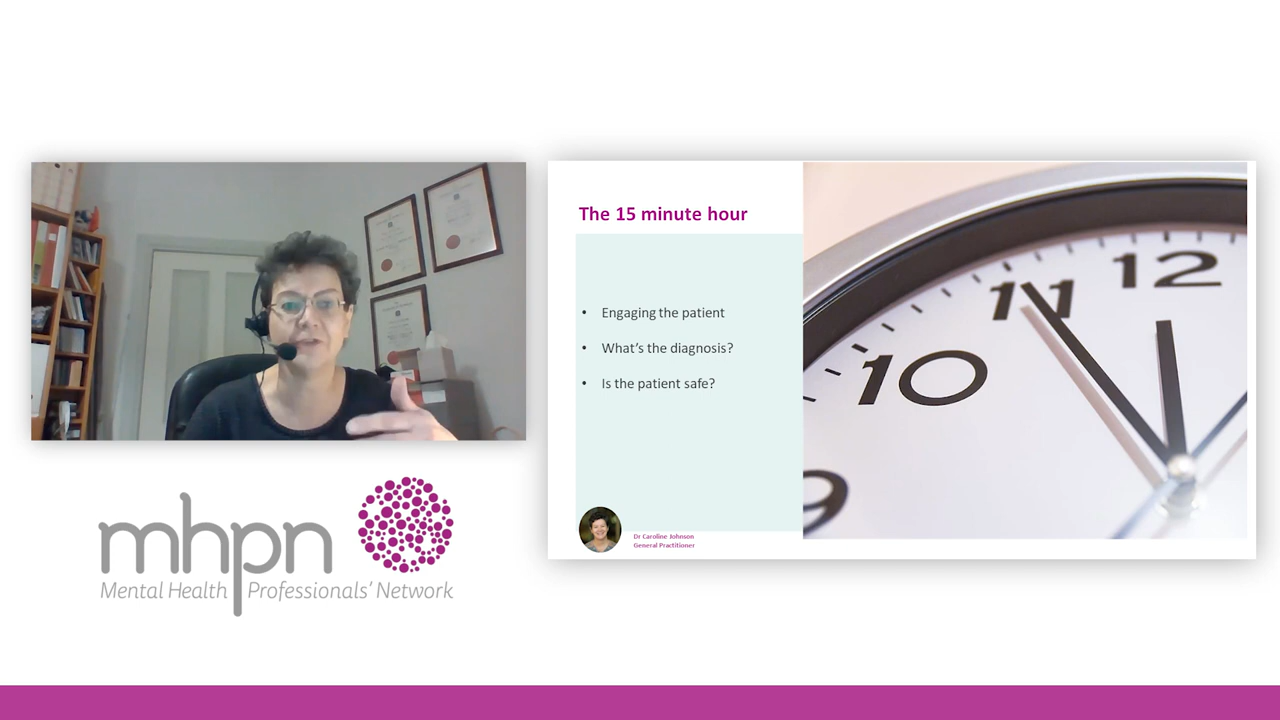 The 15 minute hour
• Engaging the patient
• What's the diagnosis?
• Is the patient safe?
Dr Caroline Johnson
General Practitioner
9
10
11
12
mhpn
Mental Health Professionals' Network